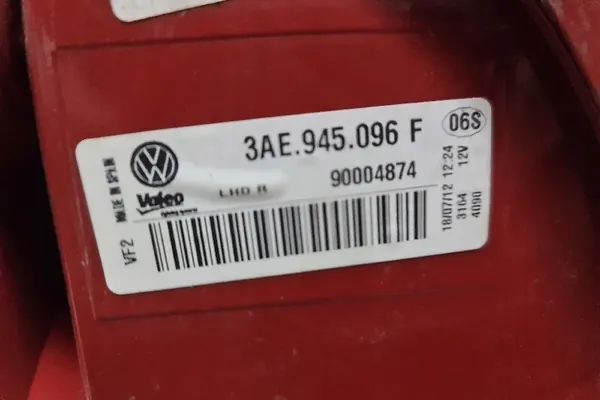 3AE.945.096 F
06S
VW
Valeo
LHD R
90004874
MADE IN SPAIN
VF2
18/07/12 12:24
3164 12V
4090